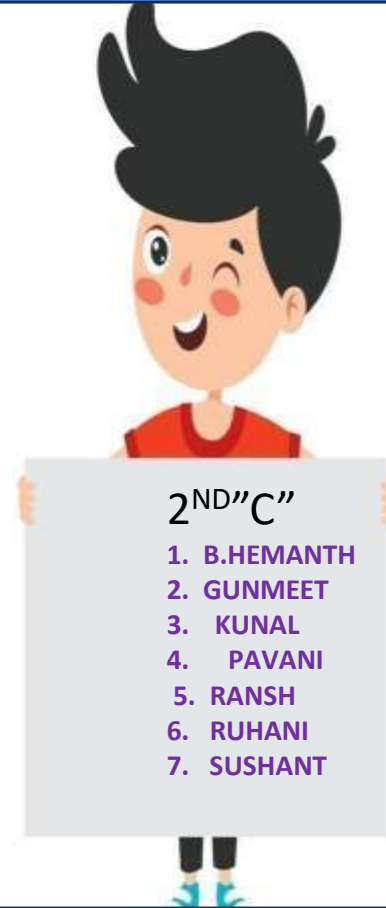 2ND”C”
1. B.HEMANTH
2. GUNMEET
3. KUNAL
4. PAVANI
5. RANSH
6. RUHANI
7. SUSHANT